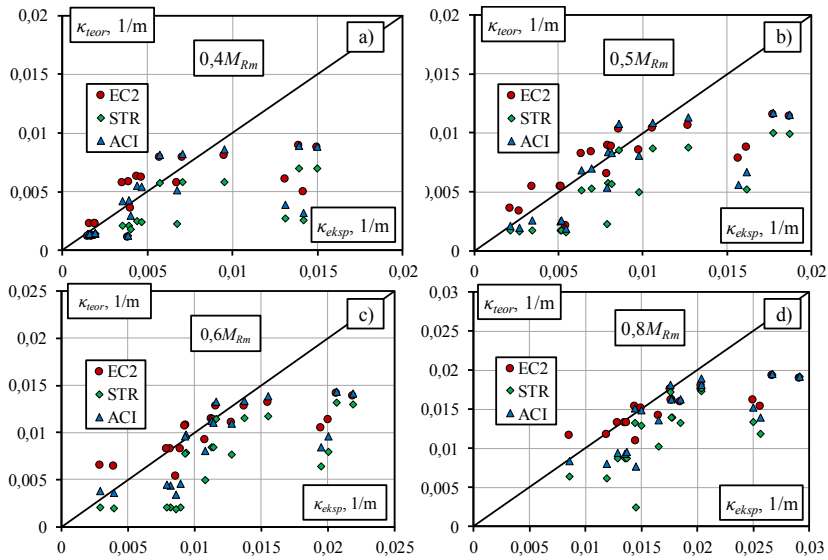 0,02
κteor, 1/m
a)
0,4MRm
0,015
EC2
STR
ACI
0,01
0,005
κeksp, 1/m
0
0
0,005
0,01
0,015
0,02
0,02
κteor, 1/m
b)
0,5MRm
0,015
EC2
STR
ACI
0,01
0,005
κeksp, 1/m
0
0
0,005
0,01
0,015
0,02
0,025
κteor, 1/m
c)
0,6MRm
0,02
0,015
EC2
STR
ACI
0,01
0,005
κeksp, 1/m
0
0
0,005
0,01
0,015
0,02
0,025
0,03
κteor, 1/m
d)
0,8MRm
0,025
0,02
EC2
STR
ACI
0,015
0,01
0,005
κeksp, 1/m
0
0
0,005
0,01
0,015
0,02
0,025
0,03